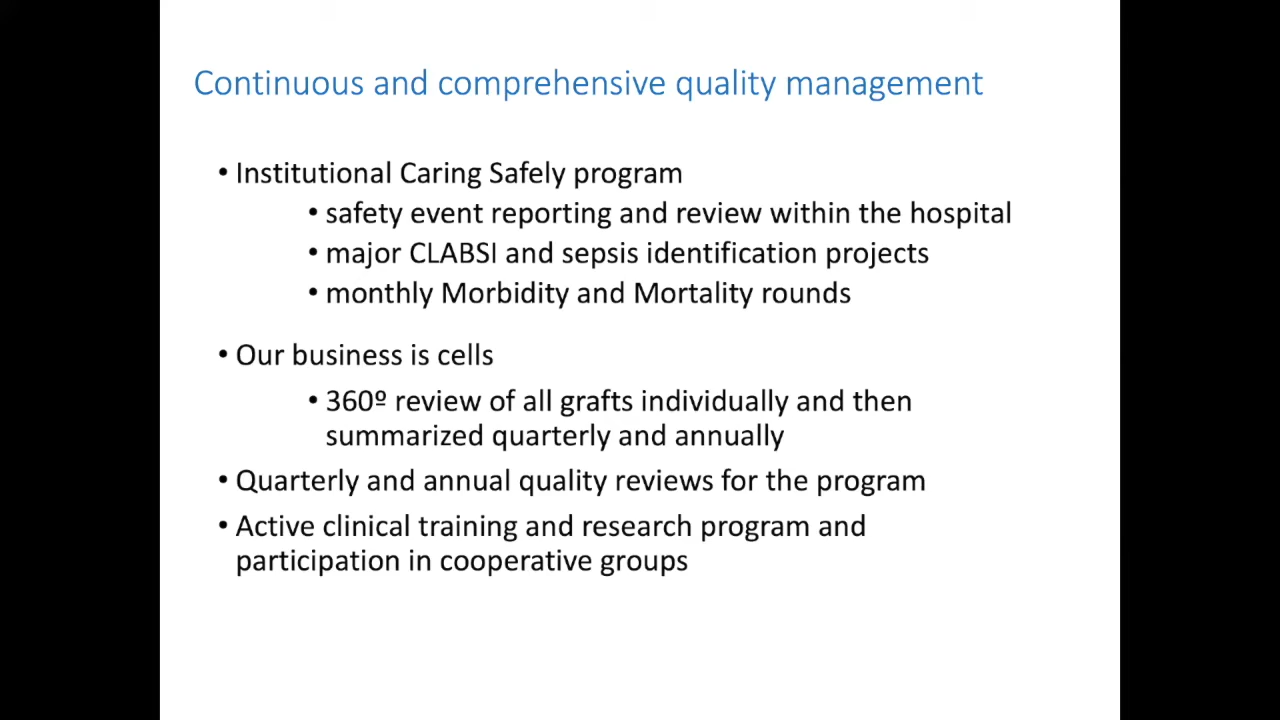 Continuous and comprehensive quality management
• Institutional Caring Safely program
• safety event reporting and review within the hospital
• major CLABSI and sepsis identification projects
• monthly Morbidity and Mortality rounds
• Our business is cells
• 360º review of all grafts individually and then
summarized quarterly and annually
• Quarterly and annual quality reviews for the program
• Active clinical training and research program and
participation in cooperative groups